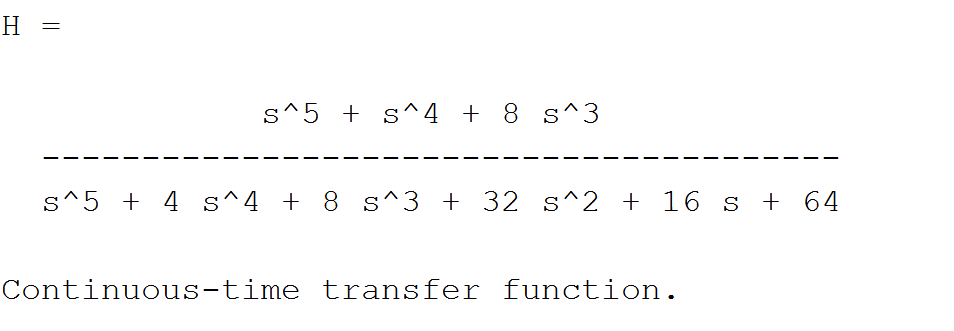 H =
s^5 + s^4 + 8 s^3
----------------------------------------
s^5 + 4 s^4 + 8 s^3 + 32 s^2 + 16 s + 64
Continuous-time transfer function.